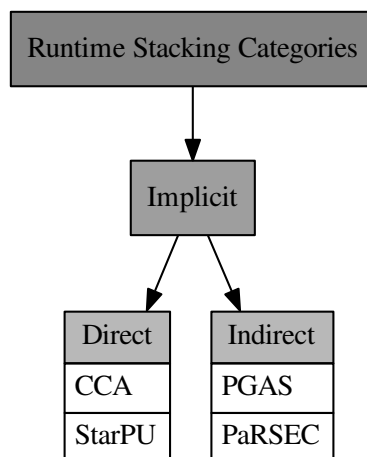 Runtime Stacking Categories
Implicit
Direct
CCA
StarPU
Indirect
PGAS
PaRSEC